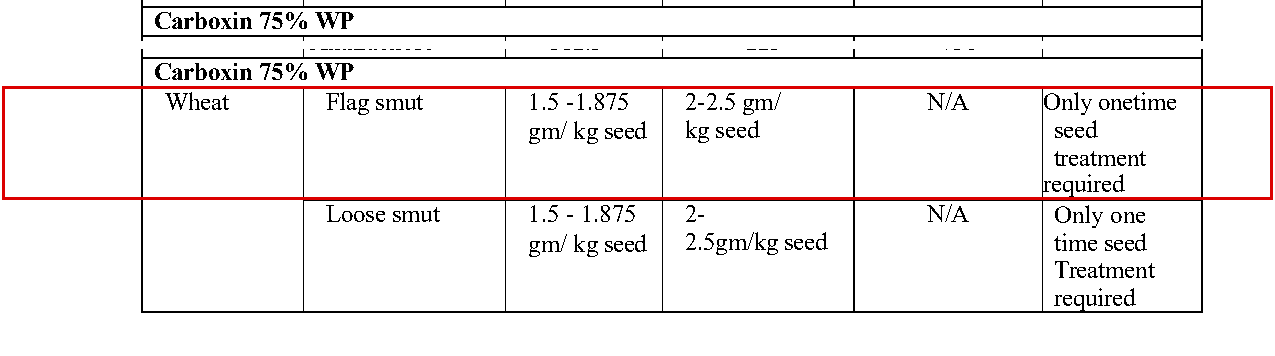 Carboxin 75% WP
Carboxin 75% WP
Wheat Flag smut 1.5 -1.875 2-2.5 gm/ N/A Only onetime
gm/ kg seed kg seed seed
treatment
required
Loose smut 1.5 - 1.875 2- N/A Only one
gm/ kg seed 2.5gm/kg seed time seed
Treatment
required